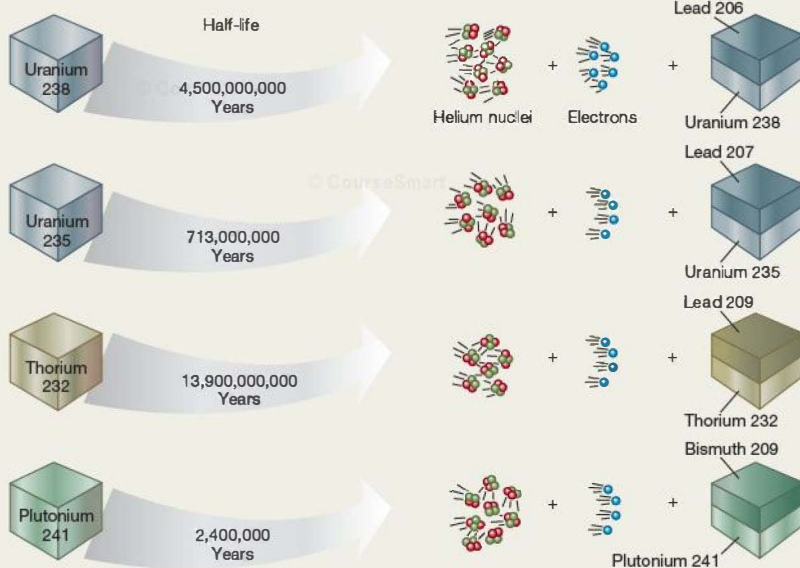 Half-life
Lead 206
Uranium
238
4,500,000,000
Years
+
+
Helium nuclei
Electrons
Uranium 238
Lead 207
© CourseSmart
Uranium
235
713,000,000
Years
+
+
Uranium 235
Lead 209
Thorium
232
13,900,000,000
Years
+
+
Thorium 232
Bismuth 209
Plutonium
241
2,400,000
Years
+
+
Plutonium 241